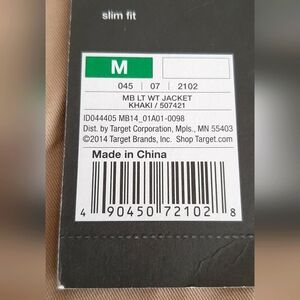 slim fit
M
045 | 07 | 2102
MB LT WT JACKET
KHAKI / 507421
ID044405 MB14_01A01-0098
Dist. by Target Corporation, Mpls., MN 55403
©2014 Target Brands, Inc. Shop Target.com
Made in China
4 90450 72102 8